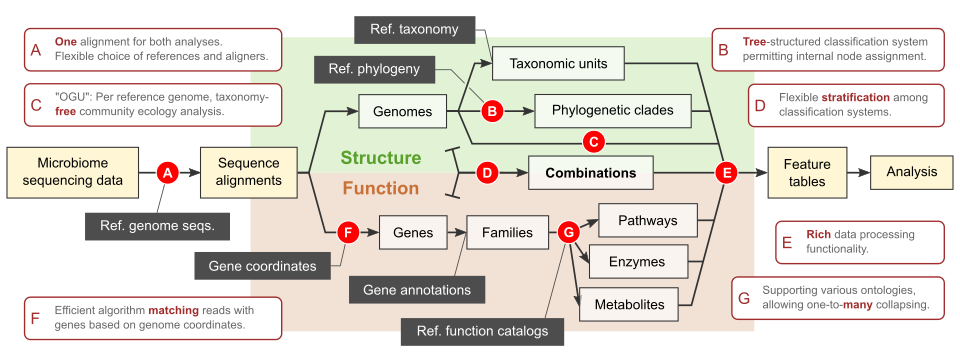 Ref. taxonomy
A
One alignment for both analyses.
Flexible choice of references and aligners.
B
Tree-structured classification system
permitting internal node assignment.
Ref. phylogeny
Taxonomic units
C
"OGU": Per reference genome, taxonomy-
free community ecology analysis.
Genomes
B
Phylogenetic clades
D
Flexible stratification among
classification systems.
C
Structure
Microbiome
sequencing data
A
Sequence
alignments
D
Combinations
E
Feature
tables
Analysis
Function
Ref. genome seqs.
F
Genes
Families
G
Pathways
E
Rich data processing
functionality.
Gene coordinates
Enzymes
Gene annotations
Metabolites
G
Supporting various ontologies,
allowing one-to-many collapsing.
F
Efficient algorithm matching reads with
genes based on genome coordinates.
Ref. function catalogs